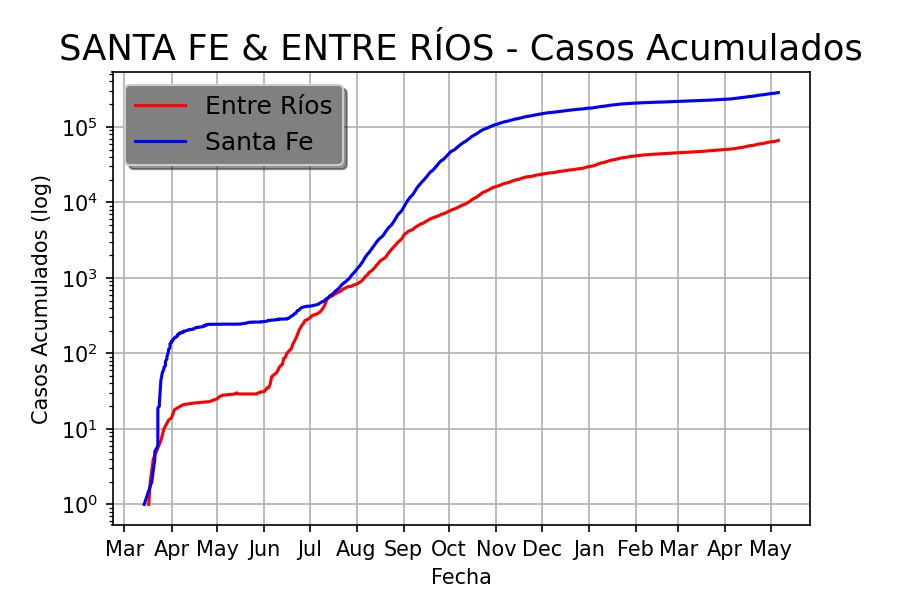 SANTA FE & ENTRE RÍOS - Casos Acumulados
Entre Ríos
Santa Fe
10⁵
10⁴
10³
10²
10¹
10⁰
Casos Acumulados (log)
Mar Apr May Jun Jul Aug Sep Oct Nov Dec Jan Feb Mar Apr May
Fecha